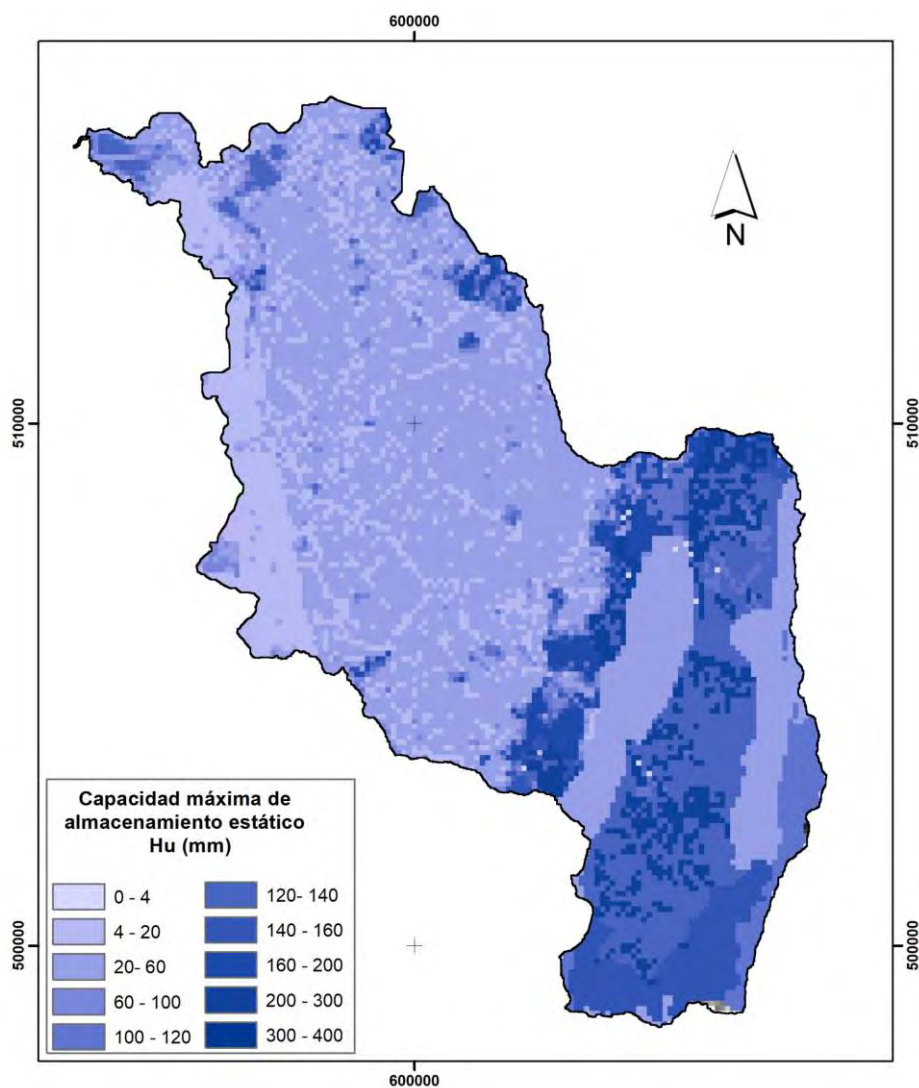 600000
N
510000
510000
Capacidad máxima de
almacenamiento estático
Hu (mm)
0 - 4
4 - 20
20- 60
60 - 100
100 - 120
120- 140
140 - 160
160 - 200
200 - 300
300 - 400
500000
500000
600000